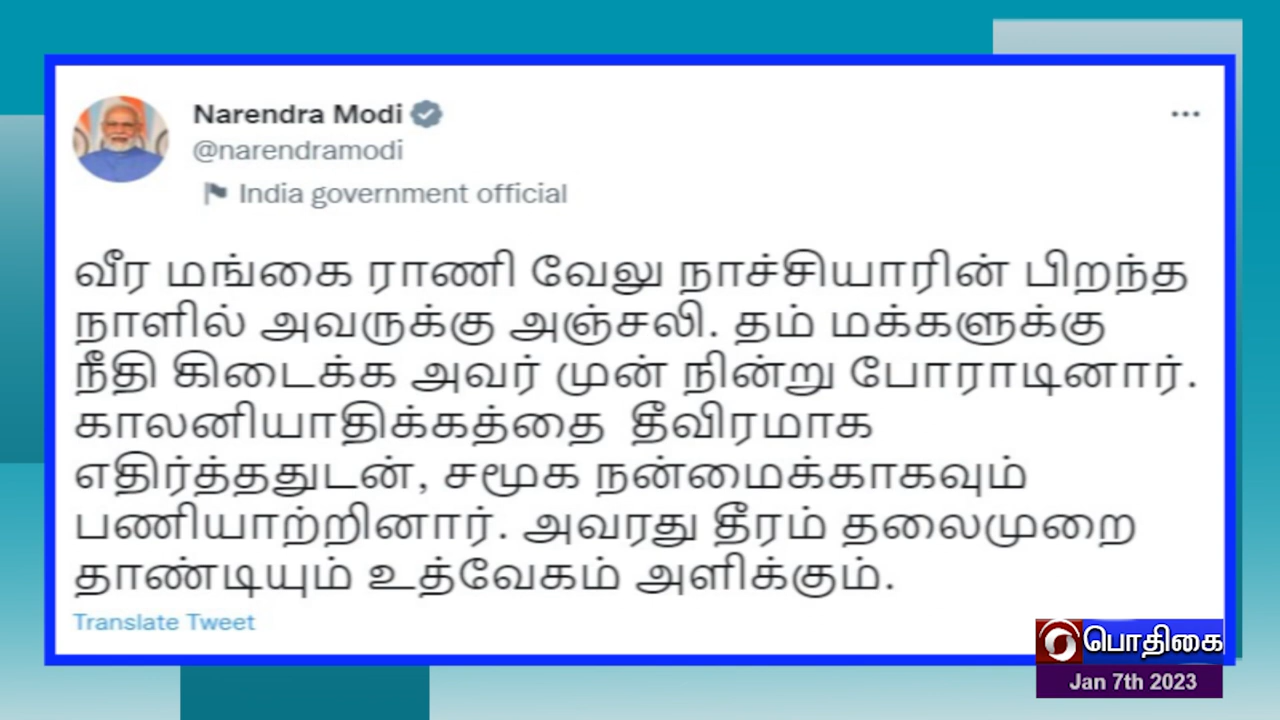 Narendra Modi
@narendramodi
India government official
வீர மங்கை ராணி வேலு நாச்சியாரின் பிறந்த
நாளில் அவருக்கு அஞ்சலி. தம் மக்களுக்கு
நீதி கிடைக்க அவர் முன் நின்று போராடினார்.
காலனியாதிக்கத்தை தீவிரமாக
எதிர்த்ததுடன், சமூக நன்மைக்காகவும்
பணியாற்றினார். அவரது தீரம் தலைமுறை
தாண்டியும் உத்வேகம் அளிக்கும்.
Translate Tweet
பொதிகை
Jan 7th 2023